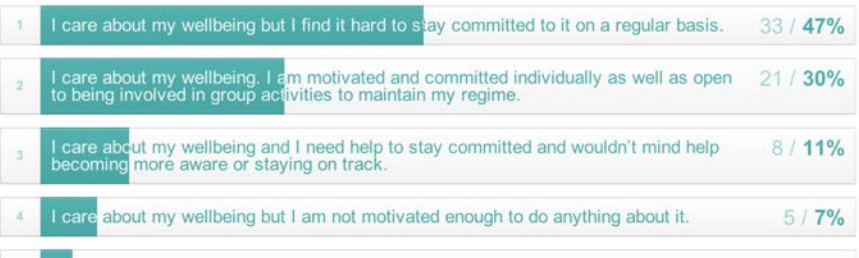 1 I care about my wellbeing but I find it hard to stay committed to it on a regular basis. 33 / 47%
2 I care about my wellbeing. I am motivated and committed individually as well as open 21 / 30%
to being involved in group activities to maintain my regime.
3 I care about my wellbeing and I need help to stay committed and wouldn't mind help 8 / 11%
becoming more aware or staying on track.
4 I care about my wellbeing but I am not motivated enough to do anything about it. 5 / 7%